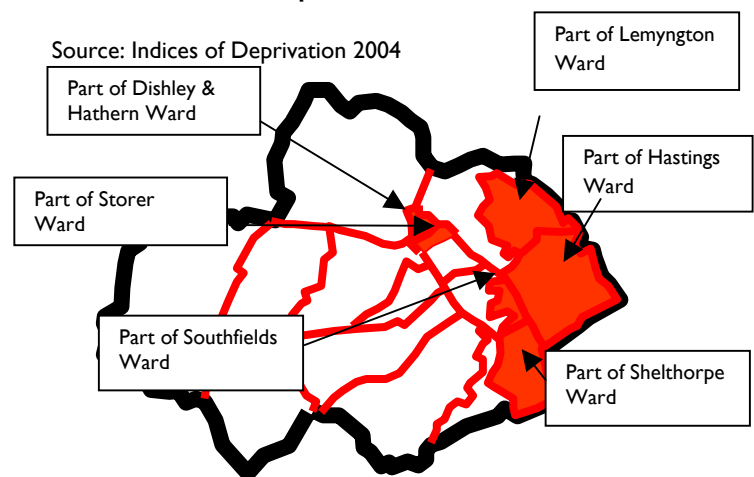 Source: Indices of Deprivation 2004
Part of Lemyngton
Ward
Part of Dishley &
Hathern Ward
Part of Hastings
Ward
Part of Storer
Ward
Part of Southfields
Ward
Part of Shelthorpe
Ward